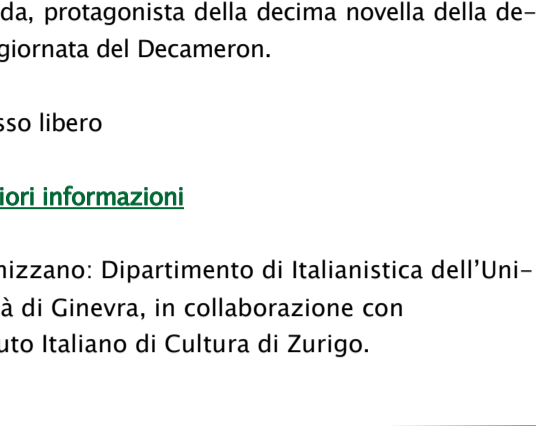 da, protagonista della decima novella della de-
giornata del Decameron.
sso libero
iori informazioni
nizzano: Dipartimento di Italianistica dell'Uni-
à di Ginevra, in collaborazione con
uto Italiano di Cultura di Zurigo.